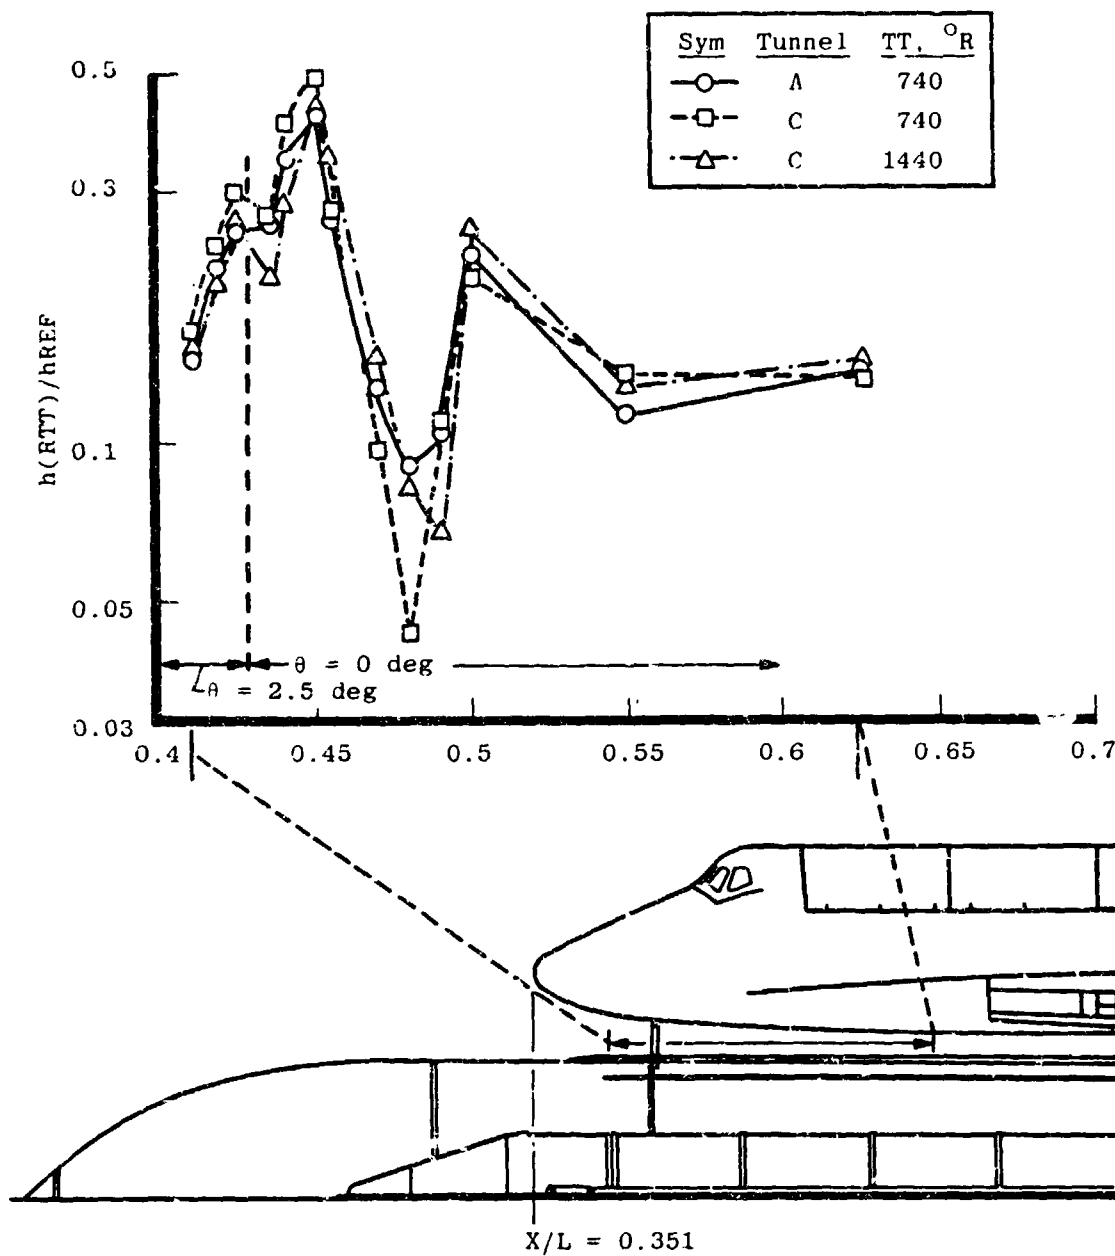 Sym Tunnel TT, °R
A 740
C 740
C 1440
h(RTT)/hREF
0.5
0.3
0.1
0.05
0.03
θ = 0 deg
θ = 2.5 deg
0.4 0.45 0.5 0.55 0.6 0.65 0.7
X/L = 0.351